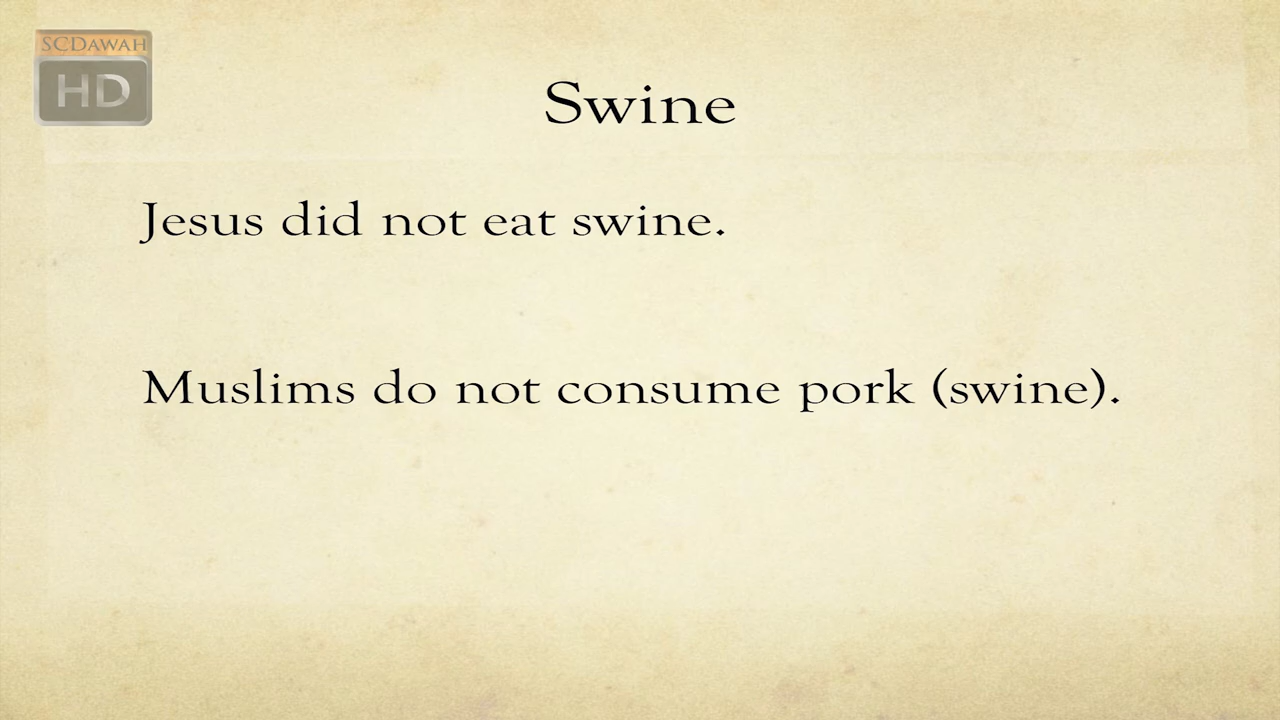 SCDAWAH
HD
Swine
Jesus did not eat swine.
Muslims do not consume pork (swine).